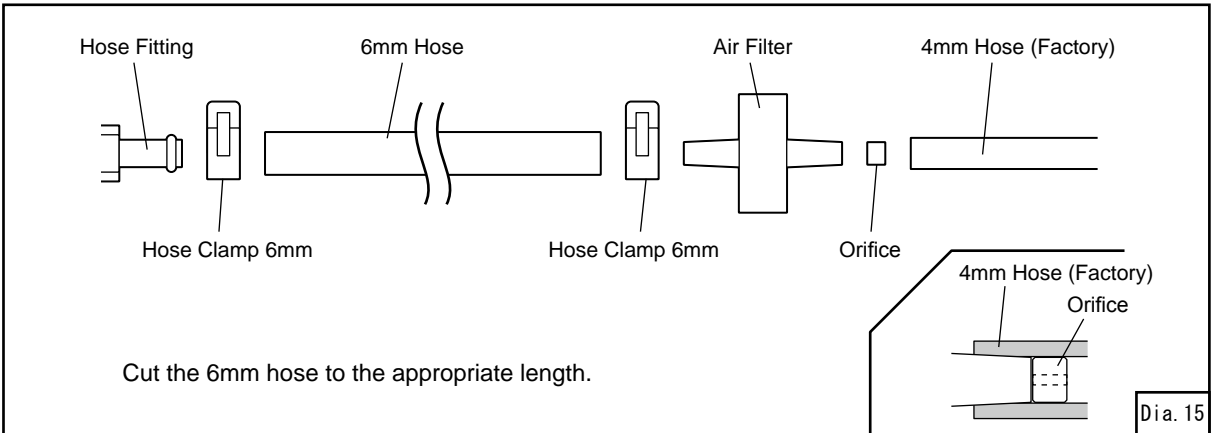 Hose Fitting
6mm Hose
Air Filter
4mm Hose (Factory)
Hose Clamp 6mm
Hose Clamp 6mm
Orifice
4mm Hose (Factory)
Orifice
Cut the 6mm hose to the appropriate length.
Dia. 15